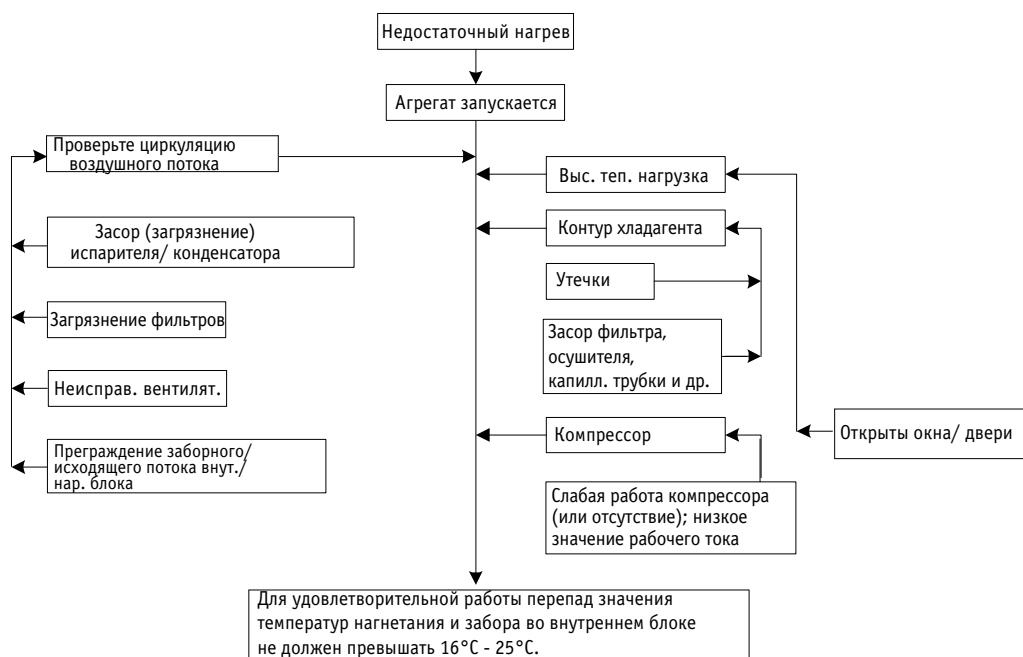 Недостаточный нагрев
Агрегат запускается
Проверьте циркуляцию
воздушного потока
Засор (загрязнение)
испарителя/ конденсатора
Загрязнение фильтров
Неисправ. вентилят.
Преграждение заборного/
исходящего потока внут./
нар. блока
Выс. теп. нагрузка
Контур хладагента
Утечки
Засор фильтра,
осушителя,
капилл. трубки и др.
Компрессор
Открыты окна/ двери
Слабая работа компрессора
(или отсутствие); низкое
значение рабочего тока
Для удовлетворительной работы перепад значения
температур нагнетания и забора во внутреннем блоке
не должен превышать 16°C - 25°C.